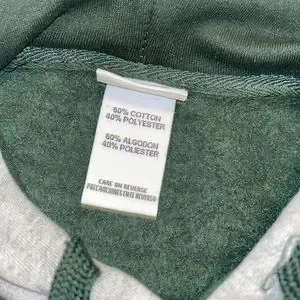 60% COTTON
40% POLYESTER
60% ALGODON
40% POLIESTER
CARE ON REVERSE
PRECAUCIONES EN EL REVERSO